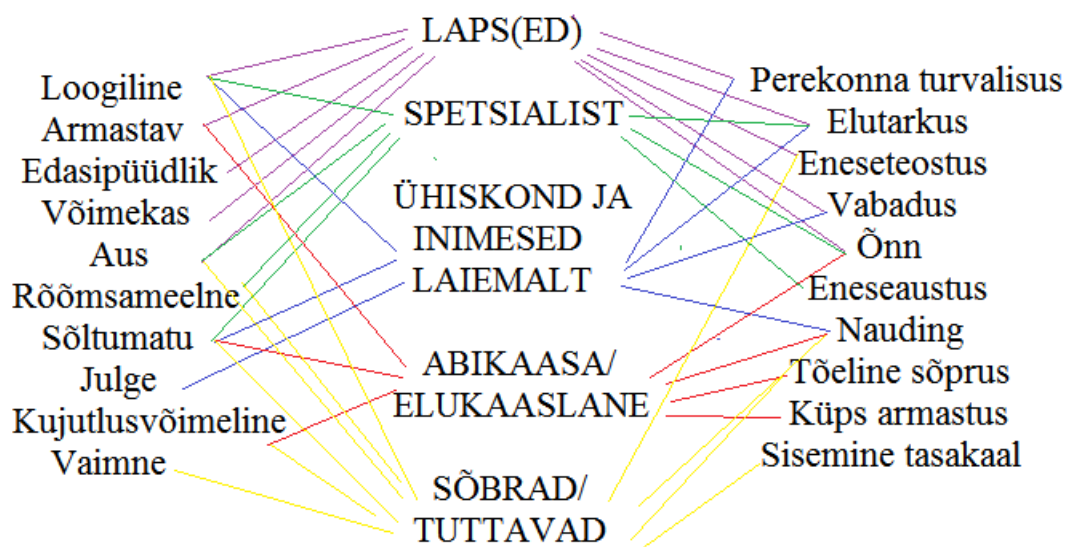 LAPS(ED)
SPETSIALIST
ÜHISKOND JA
INIMESED
LAIEMALT
ABIKAASA/
ELUKAASLANE
SÕBRAD/
TUTTAVAD
Loogiline
Armastav
Edasipüüdlik
Võimekas
Aus
Rõõmsameelne
Sõltumatu
Julge
Kujutlusvõimeline
Vaimne
Perekonna turvalisus
Elutarkus
Eneseteostus
Vabadus
Õnn
Eneseaustus
Nauding
Tõeline sõprus
Küps armastus
Sisemine tasakaal